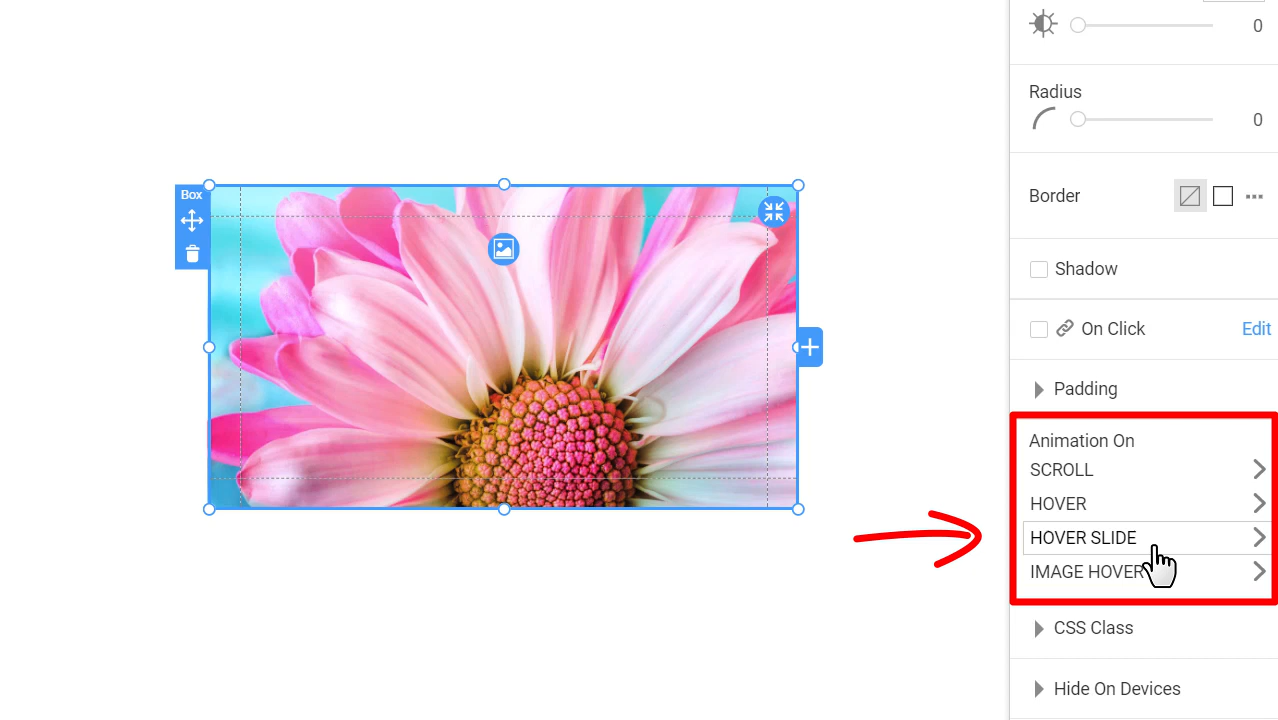 0
Radius
0
Box
Border
Shadow
On Click Edit
Padding
Animation On
SCROLL
HOVER
HOVER SLIDE
IMAGE HOVER
CSS Class
Hide On Devices